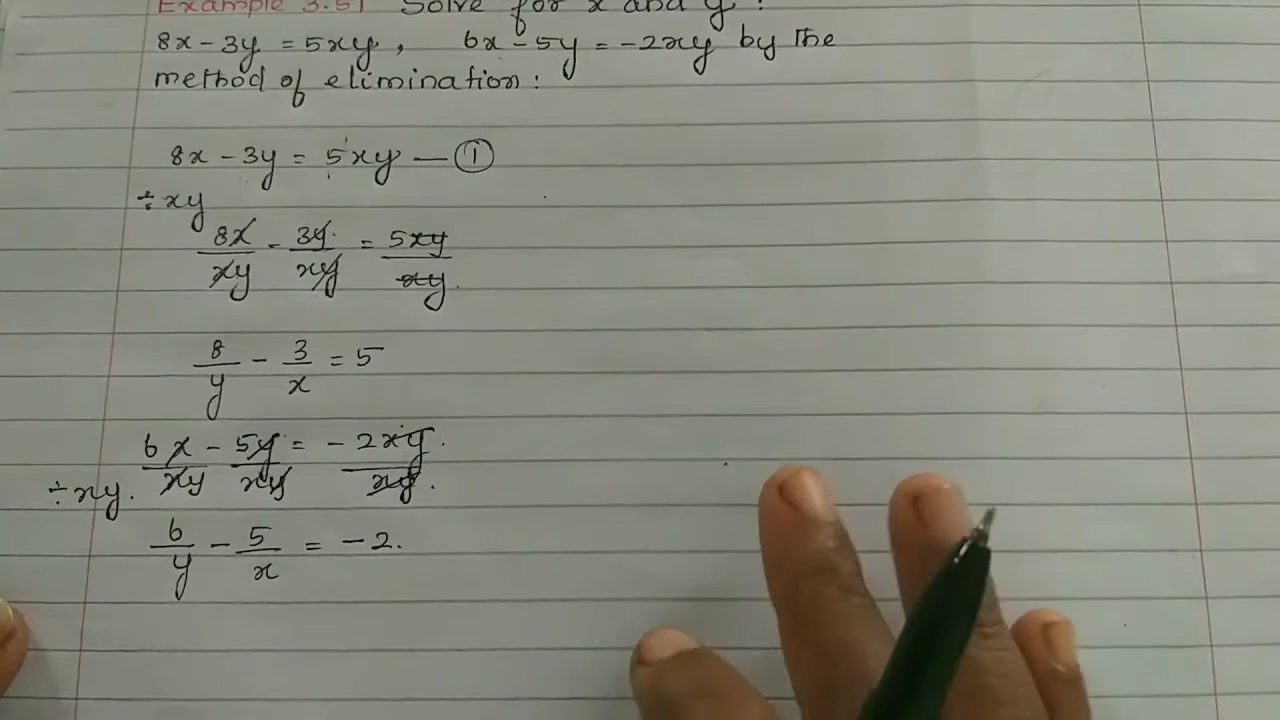 Example 3.51 Solve for x and y :
8x - 3y = 5xy, 6x - 5y = -2xy by the
method of elimination:
8x - 3y = 5xy — ①
÷ xy
8x/xy - 3y/xy = 5xy/xy.
8/y - 3/x = 5
÷ xy. 6x/xy - 5y/xy = -2xy/xy.
6/y - 5/x = -2.